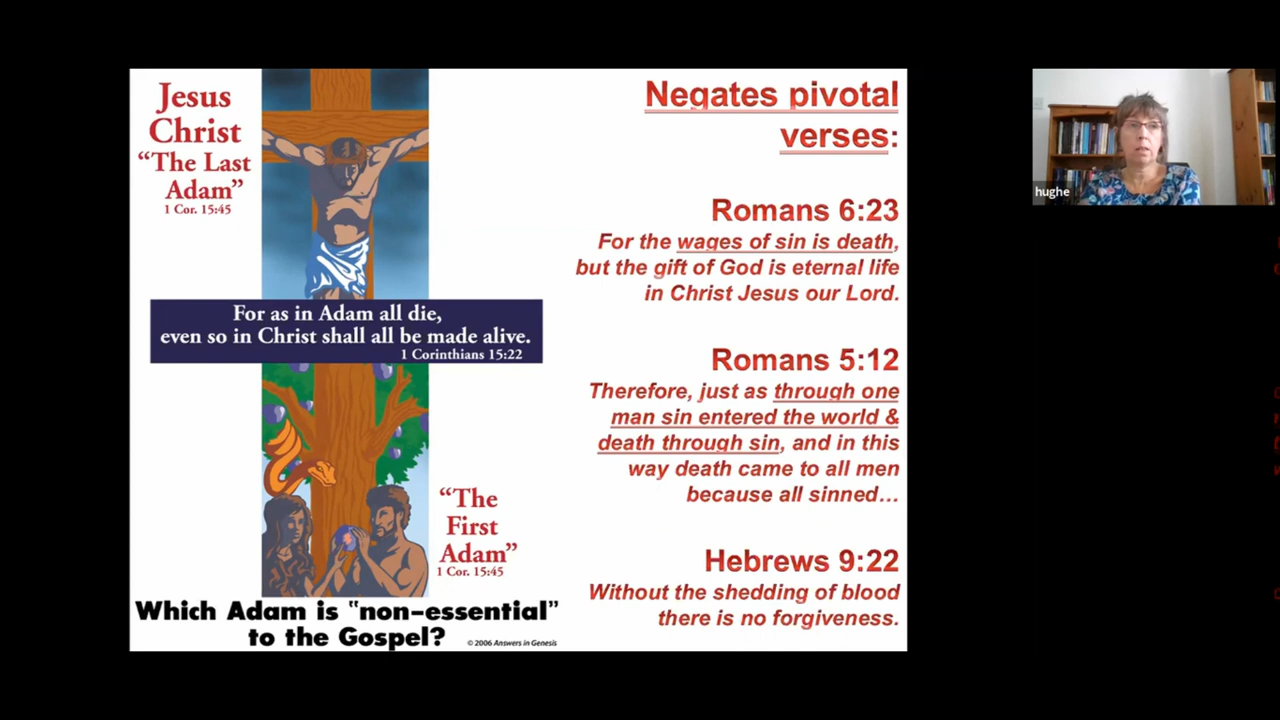 Jesus
Christ
“The Last
Adam”
1 Cor. 15:45
For as in Adam all die,
even so in Christ shall all be made alive.
1 Corinthians 15:22
“The
First
Adam”
1 Cor. 15:45
Which Adam is "non-essential”
to the Gospel?
© 2006 Answers in Genesis
Negates pivotal
verses:
Romans 6:23
For the wages of sin is death,
but the gift of God is eternal life
in Christ Jesus our Lord.
Romans 5:12
Therefore, just as through one
man sin entered the world &
death through sin, and in this
way death came to all men
because all sinned…
Hebrews 9:22
Without the shedding of blood
there is no forgiveness.
hughe